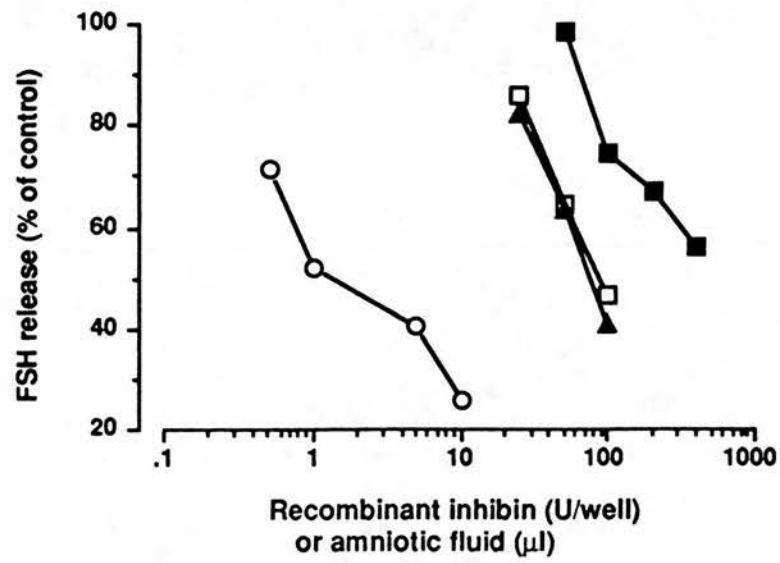 100
80
60
40
20
FSH release (% of control)
.1 1 10 100 1000
Recombinant inhibin (U/well)
or amniotic fluid (μl)